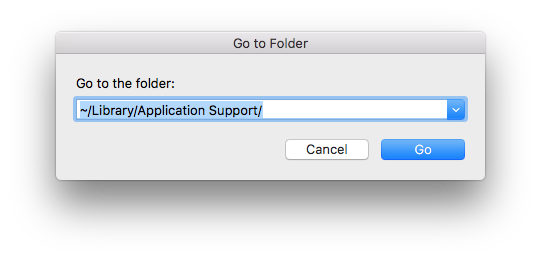 Go to Folder
Go to the folder:
~/Library/Application Support/
Cancel Go